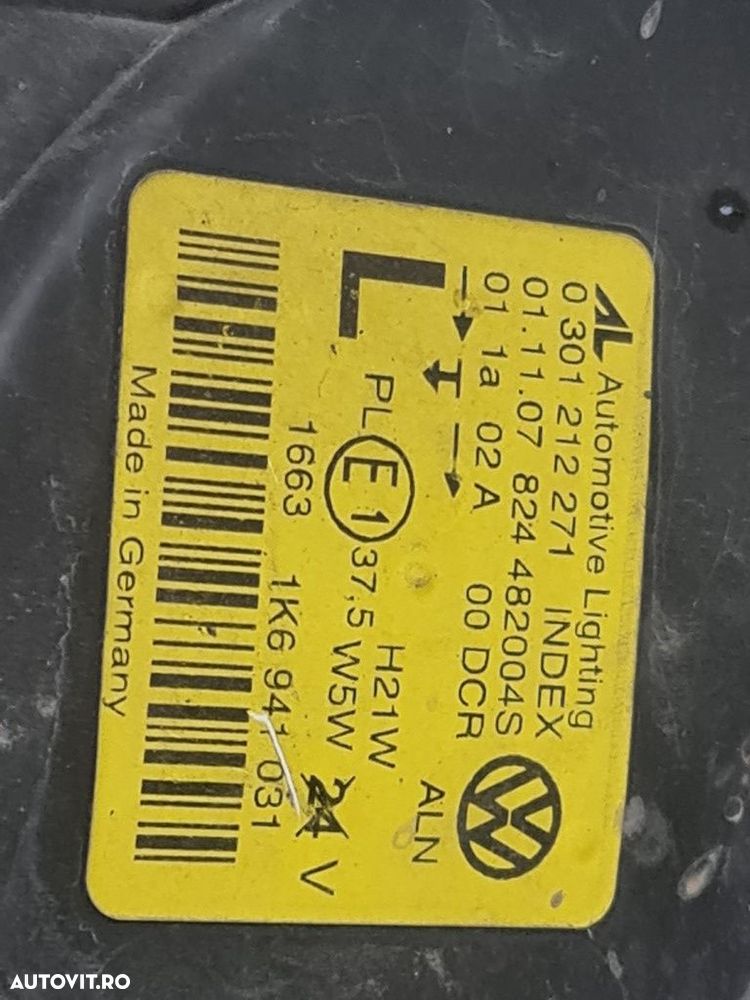 AL Automotive Lighting
0 301 212 271 INDEX
01.11.07 824 482004S
01 1a 02 A 00 DCR
L
ALN
PL E1 37,5 W5W H21W
24 V
1663 1K6 941 031
Made in Germany
VW
AUTOVIT.RO